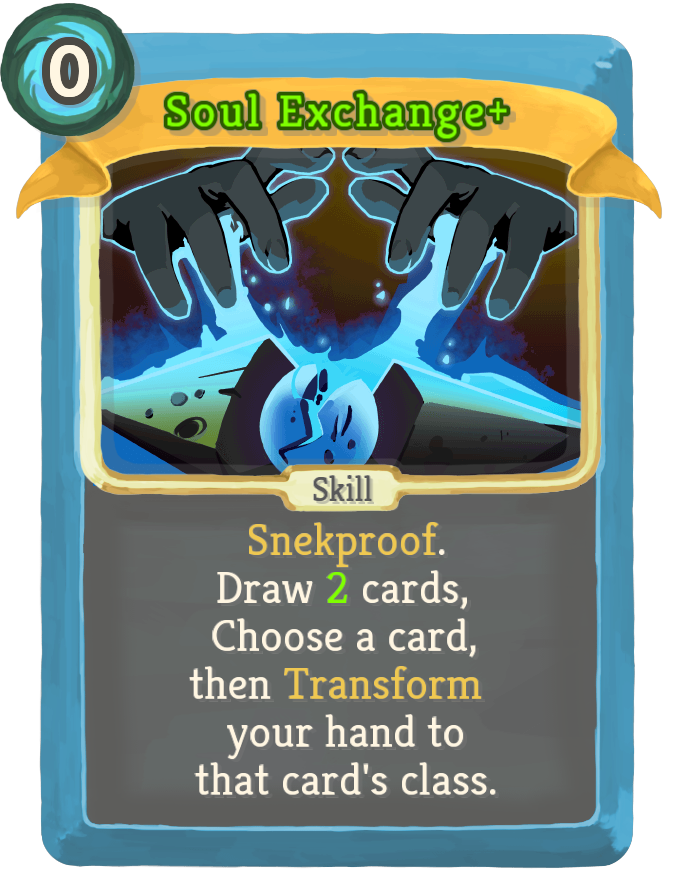 0
Soul Exchange+
Skill
Snekproof.
Draw 2 cards,
Choose a card,
then Transform
your hand to
that card's class.